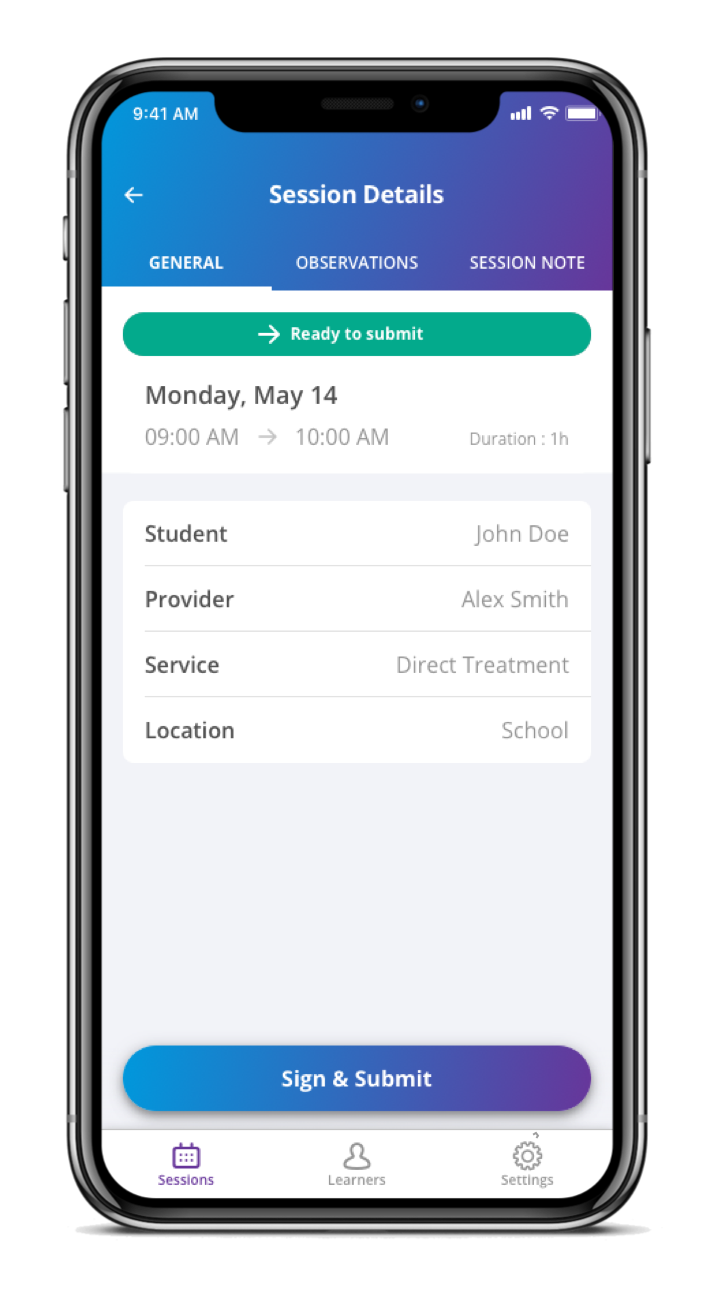 9:41 AM
Session Details
GENERAL OBSERVATIONS SESSION NOTE
Ready to submit
Monday, May 14
09:00 AM → 10:00 AM Duration : 1h
Student John Doe
Provider Alex Smith
Service Direct Treatment
Location School
Sign & Submit
Sessions Learners Settings